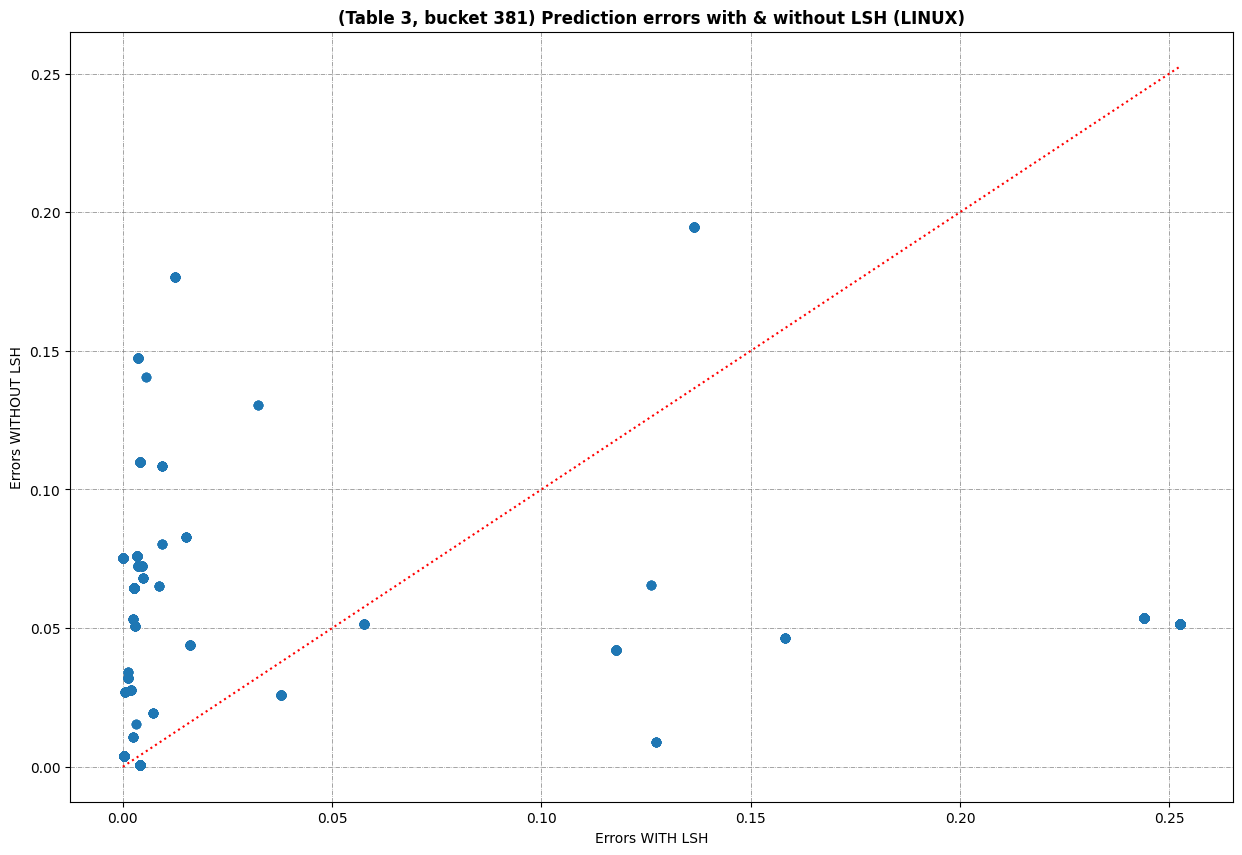 (Table 3, bucket 381) Prediction errors with & without LSH (LINUX)
0.25
0.20
0.15
0.10
0.05
0.00
Errors WITHOUT LSH
0.00 0.05 0.10 0.15 0.20 0.25
Errors WITH LSH